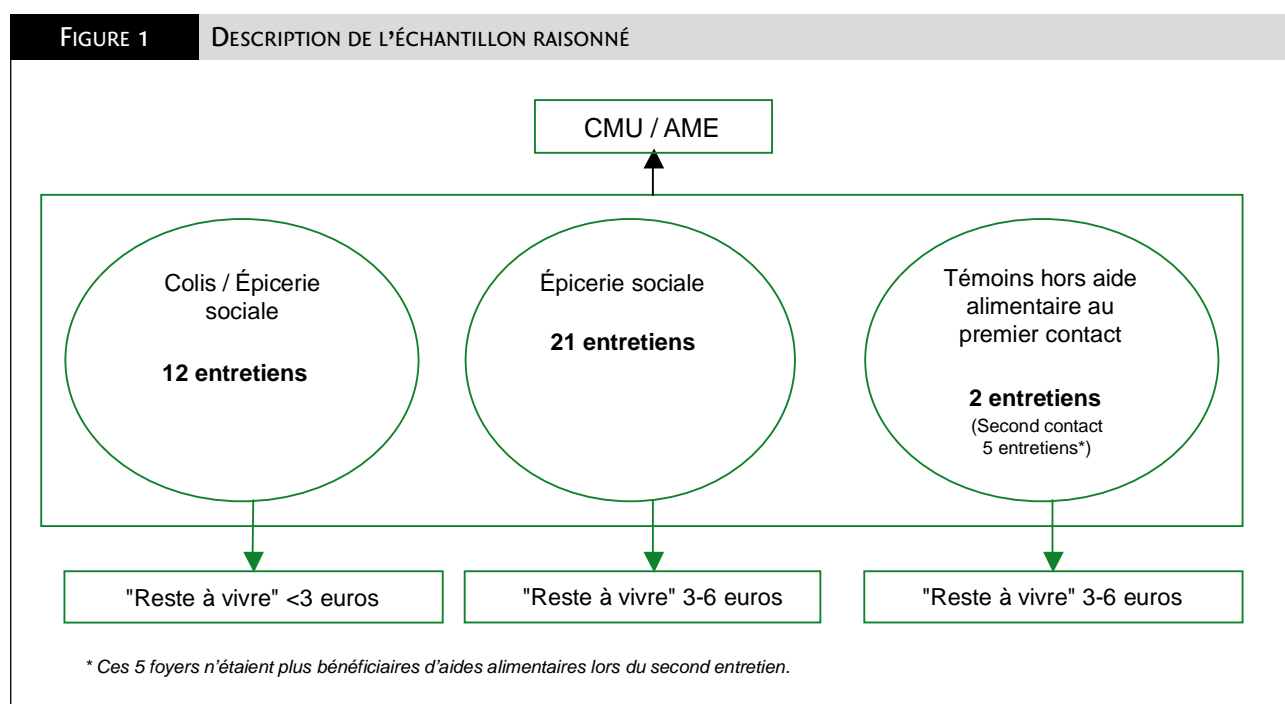 FIGURE 1 DESCRIPTION DE L'ÉCHANTILLON RAISONNÉ
CMU / AME
Colis / Épicerie
sociale
12 entretiens
Épicerie sociale
21 entretiens
Témoins hors aide
alimentaire au
premier contact
2 entretiens
(Second contact
5 entretiens*)
"Reste à vivre" <3 euros
"Reste à vivre" 3-6 euros
"Reste à vivre" 3-6 euros
* Ces 5 foyers n'étaient plus bénéficiaires d'aides alimentaires lors du second entretien.